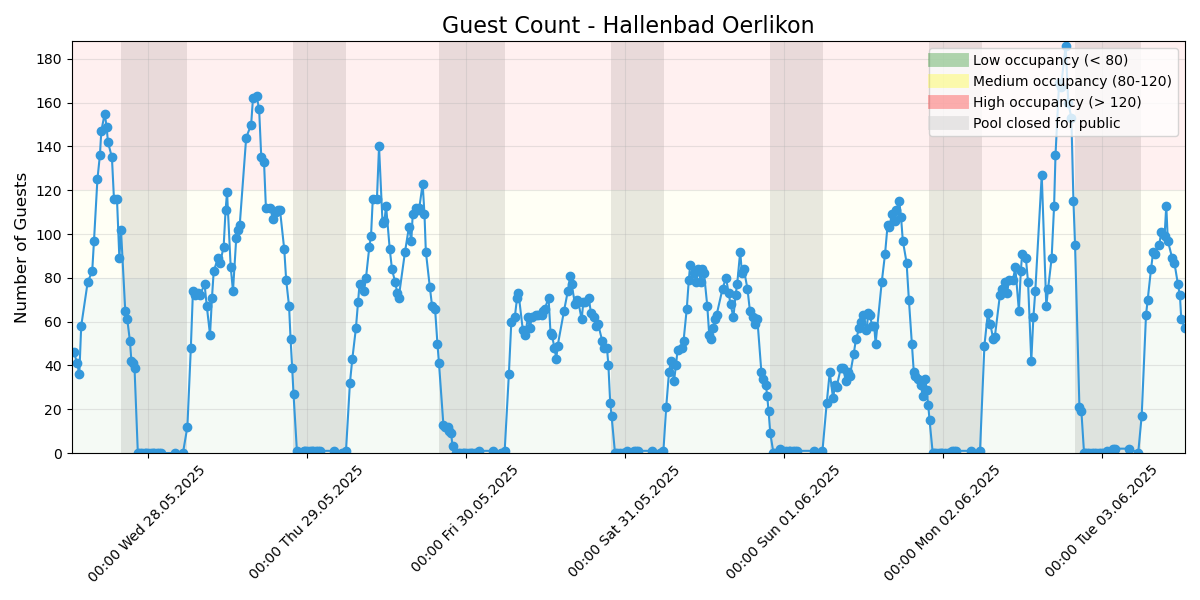 Guest Count - Hallenbad Oerlikon
Number of Guests
180
160
140
120
100
80
60
40
20
0
Low occupancy (< 80)
Medium occupancy (80-120)
High occupancy (> 120)
Pool closed for public
00:00 Wed 28.05.2025
00:00 Thu 29.05.2025
00:00 Fri 30.05.2025
00:00 Sat 31.05.2025
00:00 Sun 01.06.2025
00:00 Mon 02.06.2025
00:00 Tue 03.06.2025